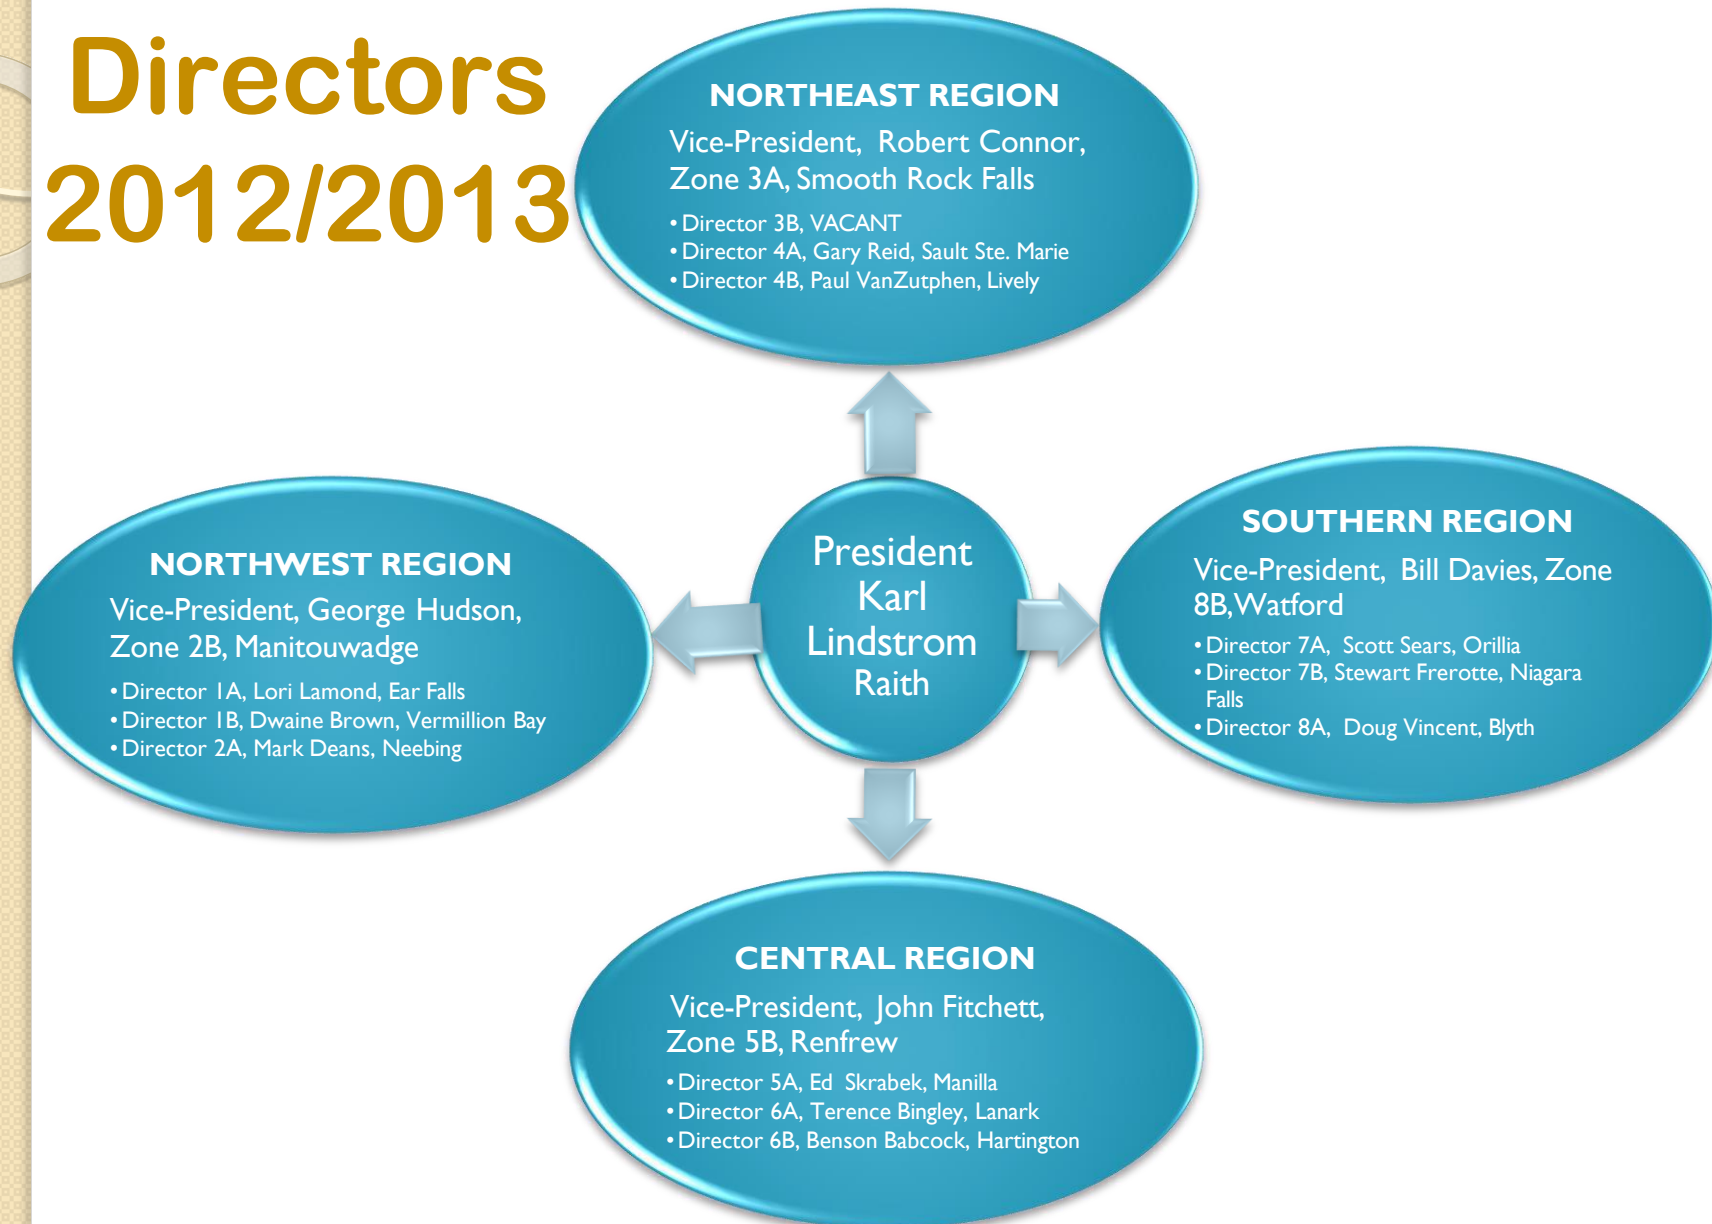 Directors
2012/2013
NORTHEAST REGION
Vice-President, Robert Connor,
Zone 3A, Smooth Rock Falls
• Director 3B, VACANT
• Director 4A, Gary Reid, Sault Ste. Marie
• Director 4B, Paul VanZutphen, Lively
NORTHWEST REGION
Vice-President, George Hudson,
Zone 2B, Manitouwadge
• Director 1A, Lori Lamond, Ear Falls
• Director 1B, Dwaine Brown, Vermillion Bay
• Director 2A, Mark Deans, Neebing
President
Karl
Lindstrom
Raith
SOUTHERN REGION
Vice-President, Bill Davies, Zone
8B, Watford
• Director 7A, Scott Sears, Orillia
• Director 7B, Stewart Frerotte, Niagara
Falls
• Director 8A, Doug Vincent, Blyth
CENTRAL REGION
Vice-President, John Fitchett,
Zone 5B, Renfrew
• Director 5A, Ed Skrabek, Manilla
• Director 6A, Terence Bingley, Lanark
• Director 6B, Benson Babcock, Hartington